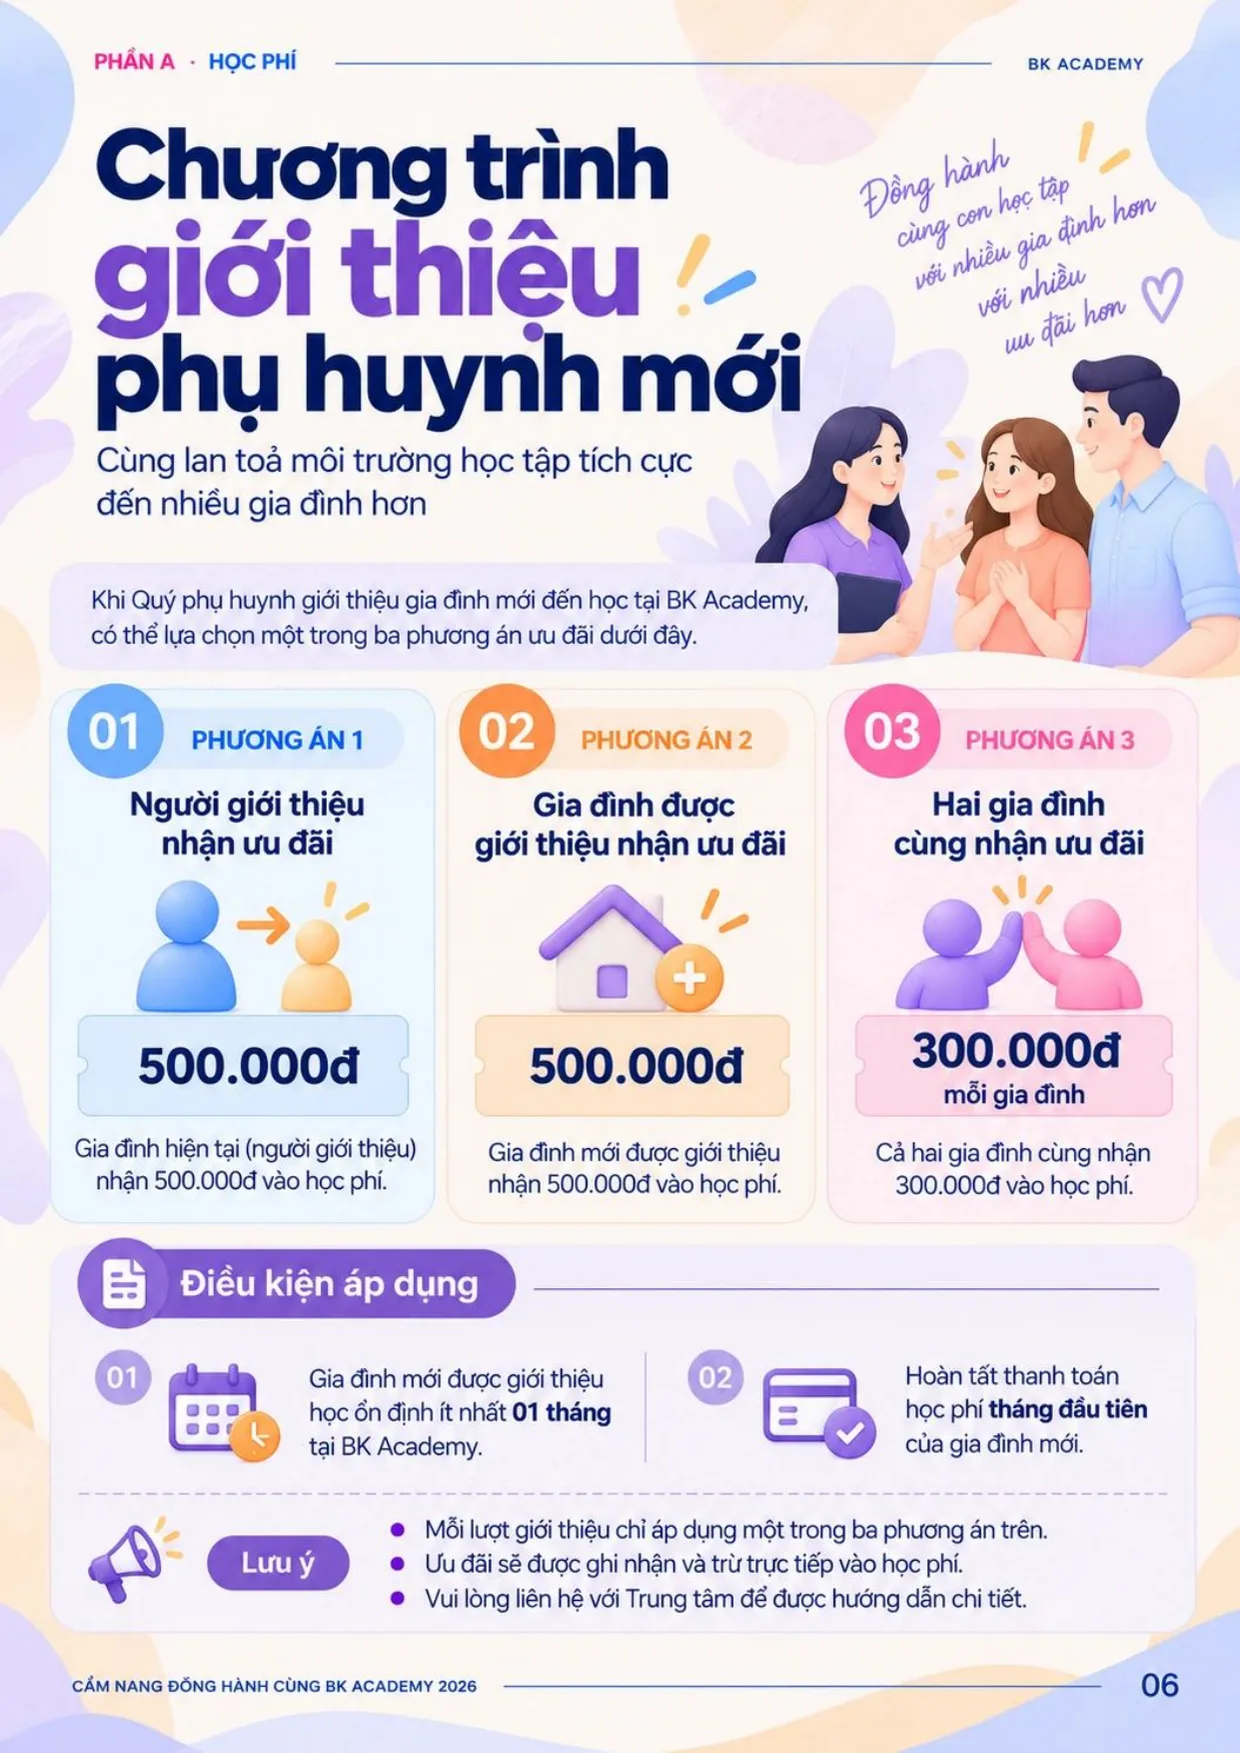 PHẦN A · HỌC PHÍ
BK ACADEMY
Chương trình
giới thiệu
phụ huynh mới
Cùng lan toả môi trường học tập tích cực
đến nhiều gia đình hơn
Đồng hành
cùng con học tập
với nhiều gia đình hơn
với nhiều
ưu đãi hơn
Khi Quý phụ huynh giới thiệu gia đình mới đến học tại BK Academy,
có thể lựa chọn một trong ba phương án ưu đãi dưới đây.
01
PHƯƠNG ÁN 1
Người giới thiệu
nhận ưu đãi
500.000đ
Gia đình hiện tại (người giới thiệu)
nhận 500.000đ vào học phí.
02
PHƯƠNG ÁN 2
Gia đình được
giới thiệu nhận ưu đãi
500.000đ
Gia đình mới được giới thiệu
nhận 500.000đ vào học phí.
03
PHƯƠNG ÁN 3
Hai gia đình
cùng nhận ưu đãi
300.000đ
mỗi gia đình
Cả hai gia đình cùng nhận
300.000đ vào học phí.
Điều kiện áp dụng
01
Gia đình mới được giới thiệu
học ổn định ít nhất 01 tháng
tại BK Academy.
02
Hoàn tất thanh toán
học phí tháng đầu tiên
của gia đình mới.
Lưu ý
● Mỗi lượt giới thiệu chỉ áp dụng một trong ba phương án trên.
● Ưu đãi sẽ được ghi nhận và trừ trực tiếp vào học phí.
● Vui lòng liên hệ với Trung tâm để được hướng dẫn chi tiết.
CẨM NANG ĐỒNG HÀNH CÙNG BK ACADEMY 2026
06